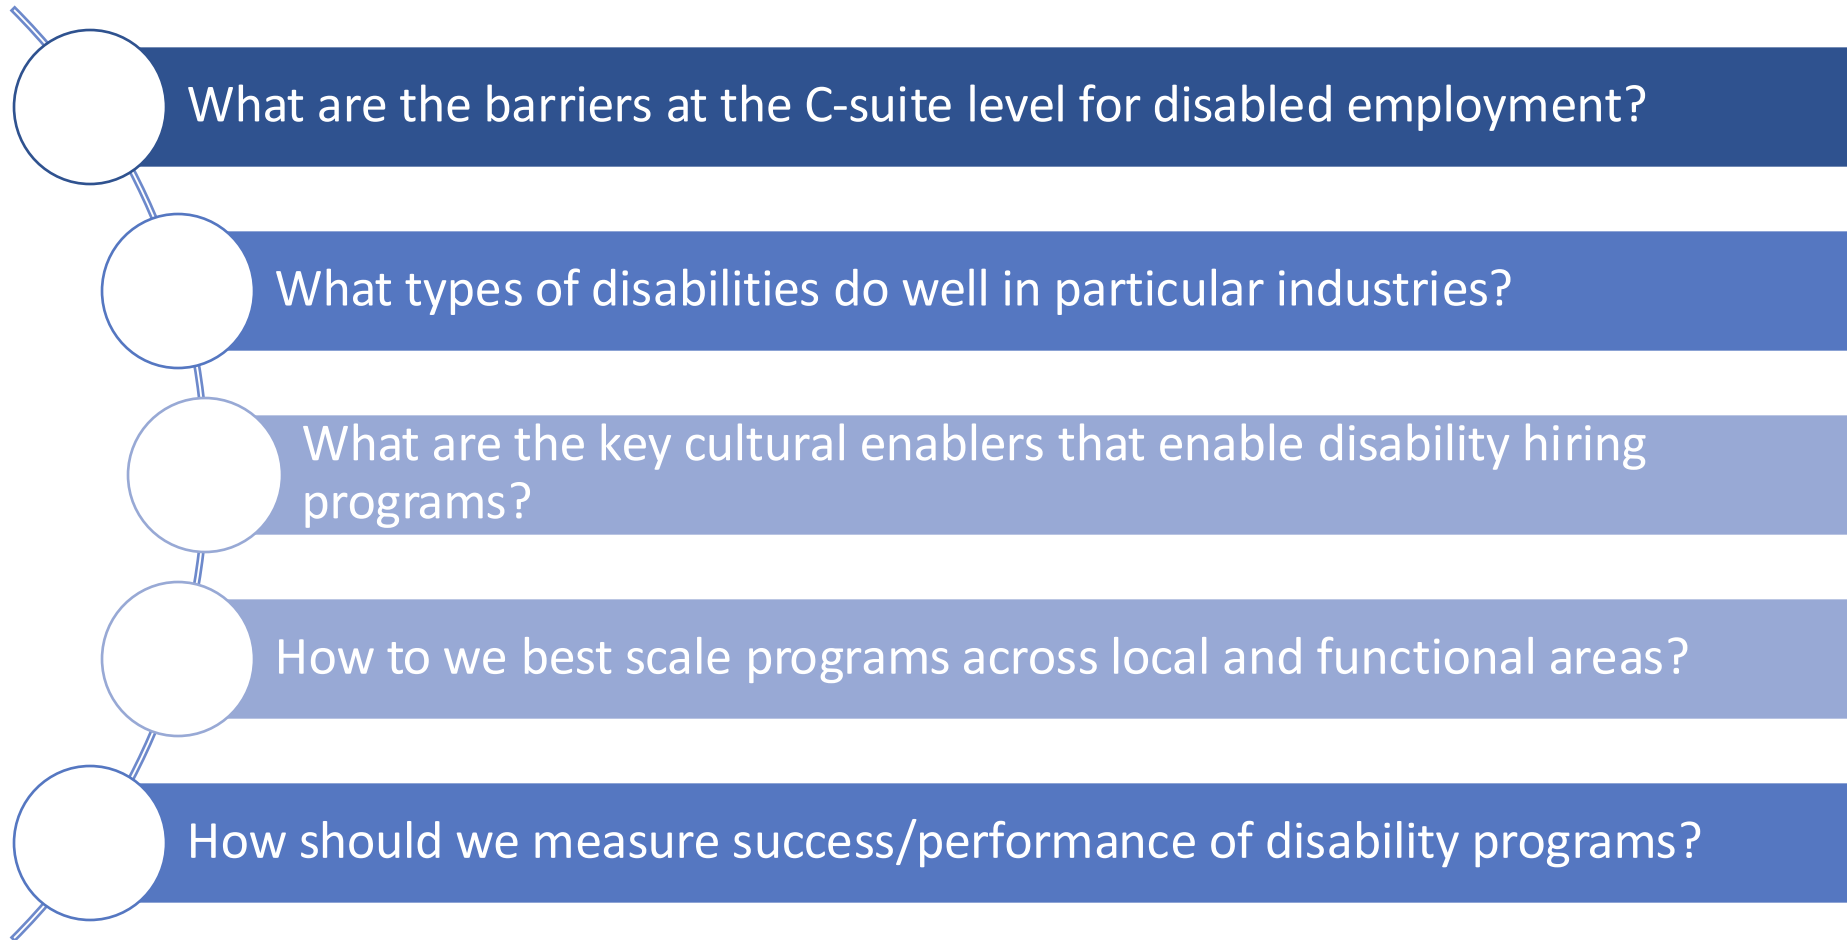 What are the barriers at the C-suite level for disabled employment?
What types of disabilities do well in particular industries?
What are the key cultural enablers that enable disability hiring
programs?
How to we best scale programs across local and functional areas?
How should we measure success/performance of disability programs?